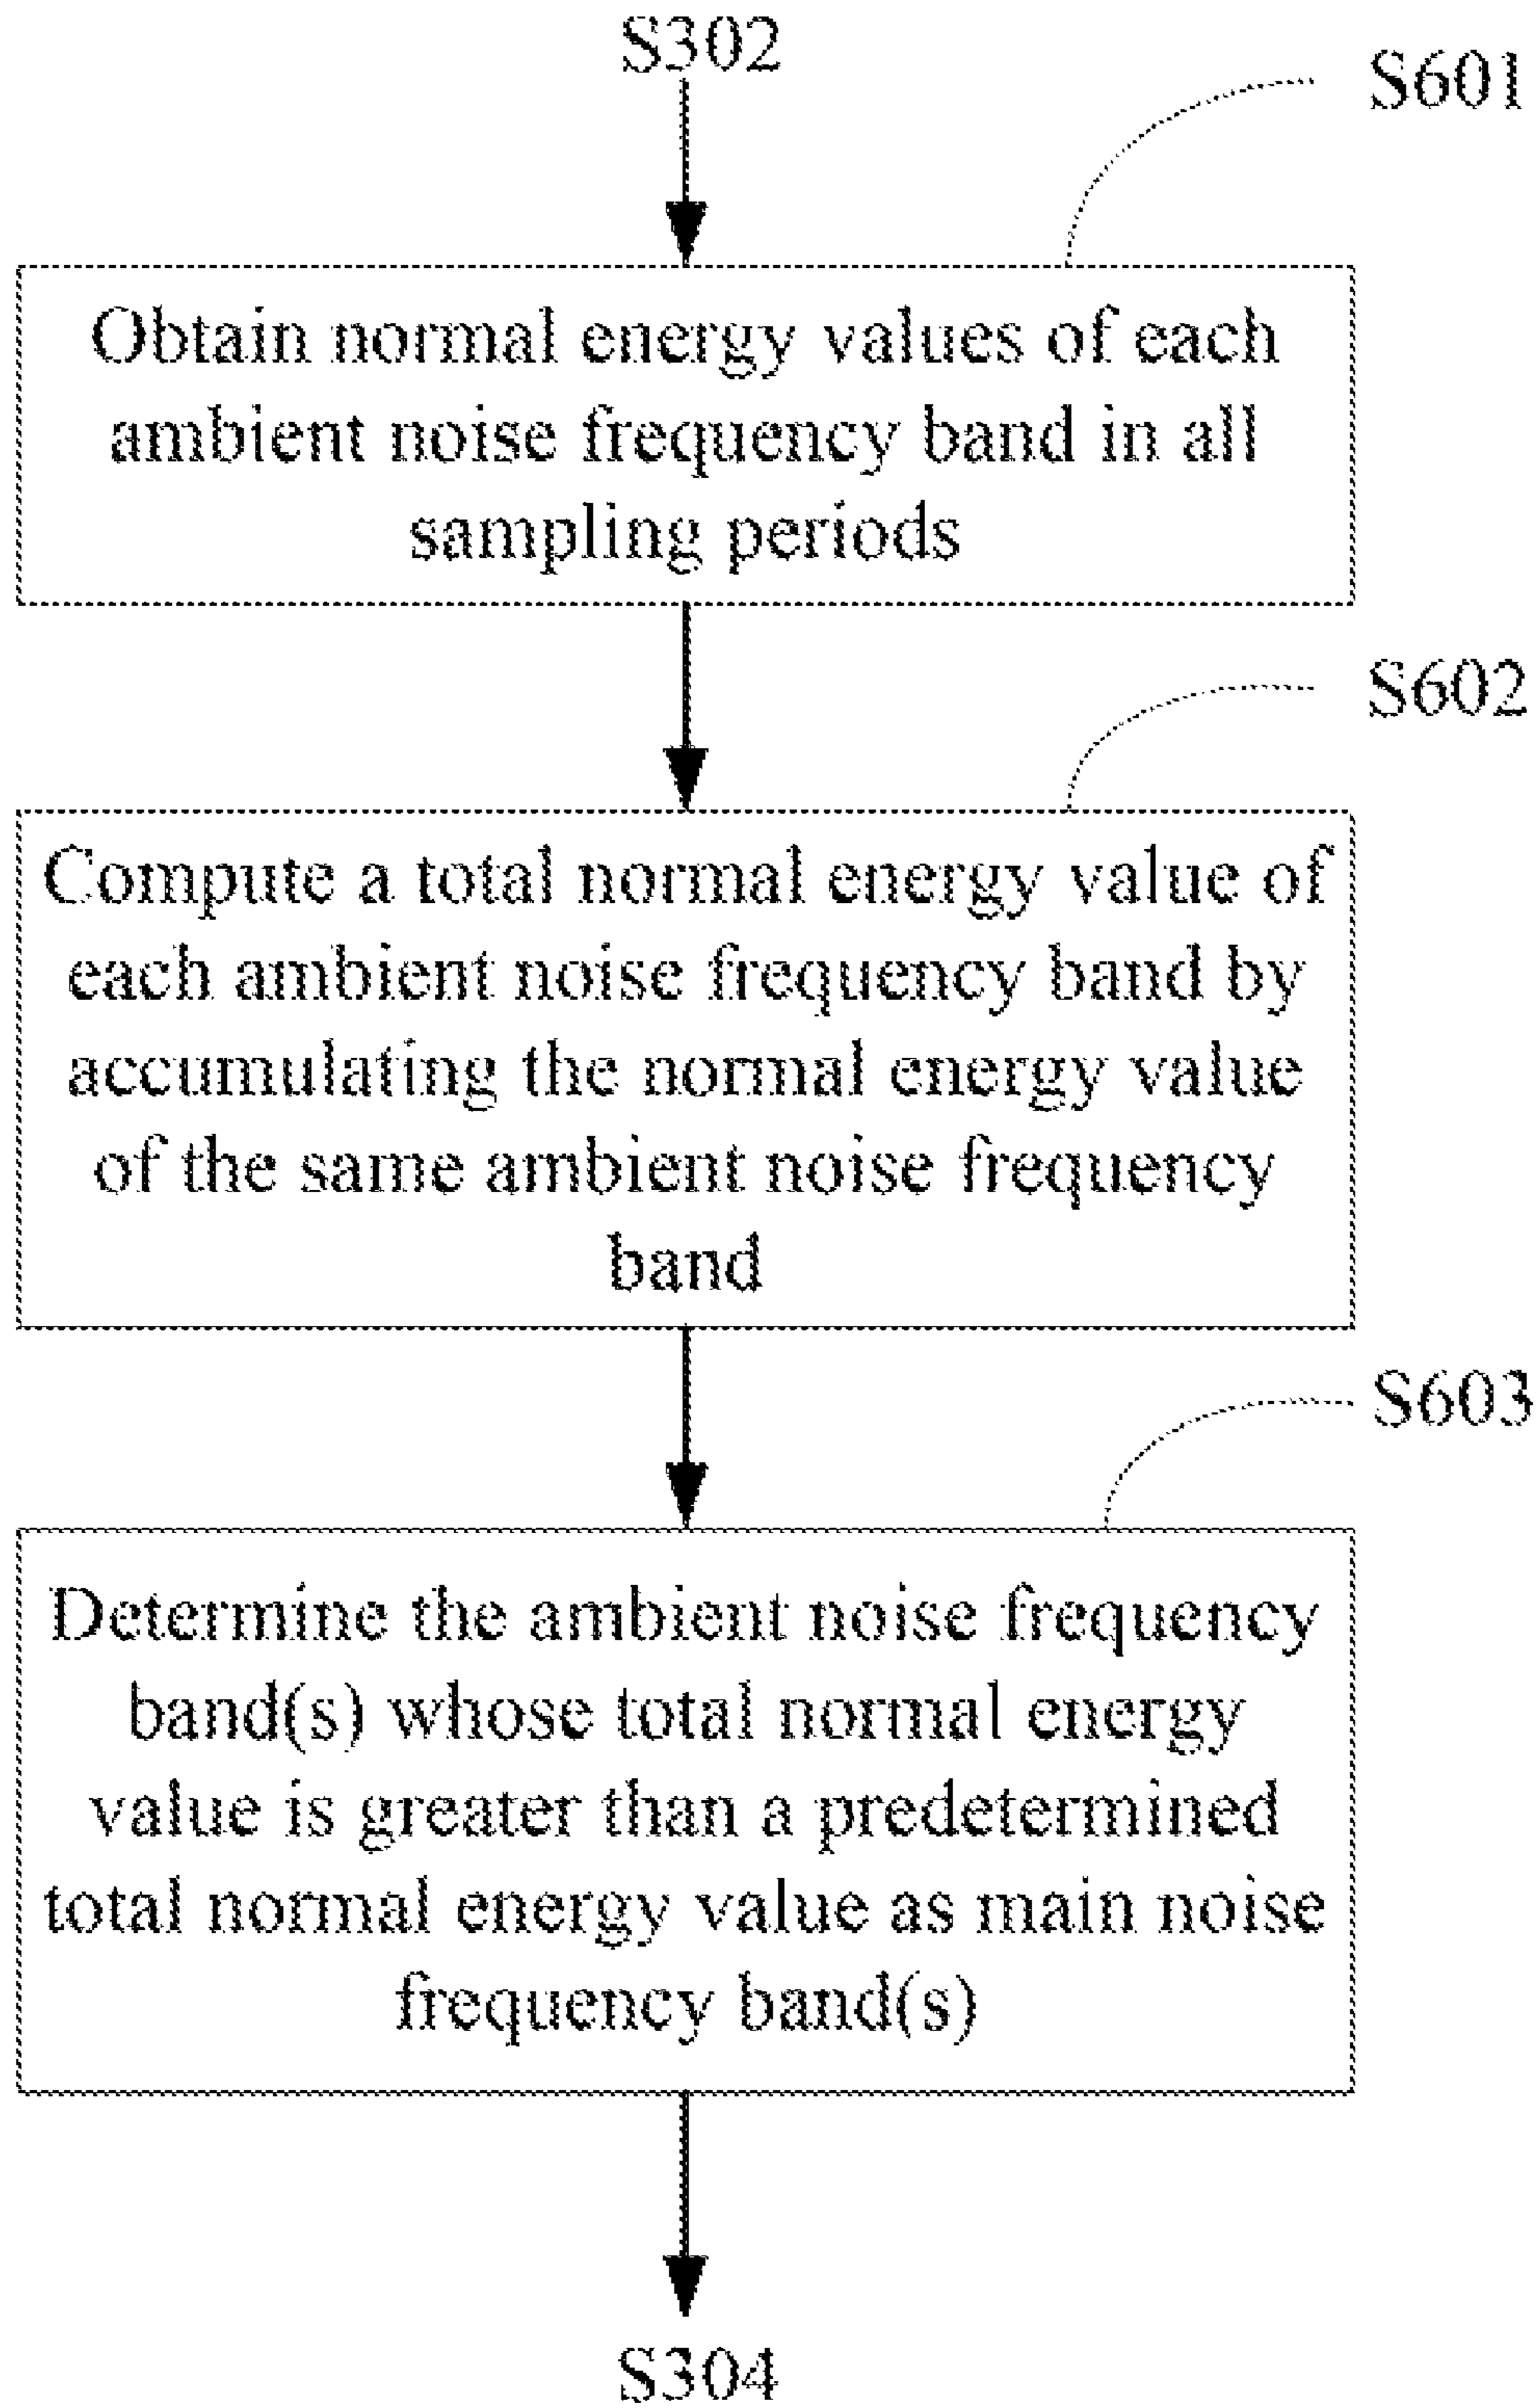 S302
S601
Obtain normal energy values of each
ambient noise frequency band in all
sampling periods
S602
Compute a total normal energy value of
each ambient noise frequency band by
accumulating the normal energy value
of the same ambient noise frequency
band
S603
Determine the ambient noise frequency
band(s) whose total normal energy
value is greater than a predetermined
total normal energy value as main noise
frequency band(s)
S304